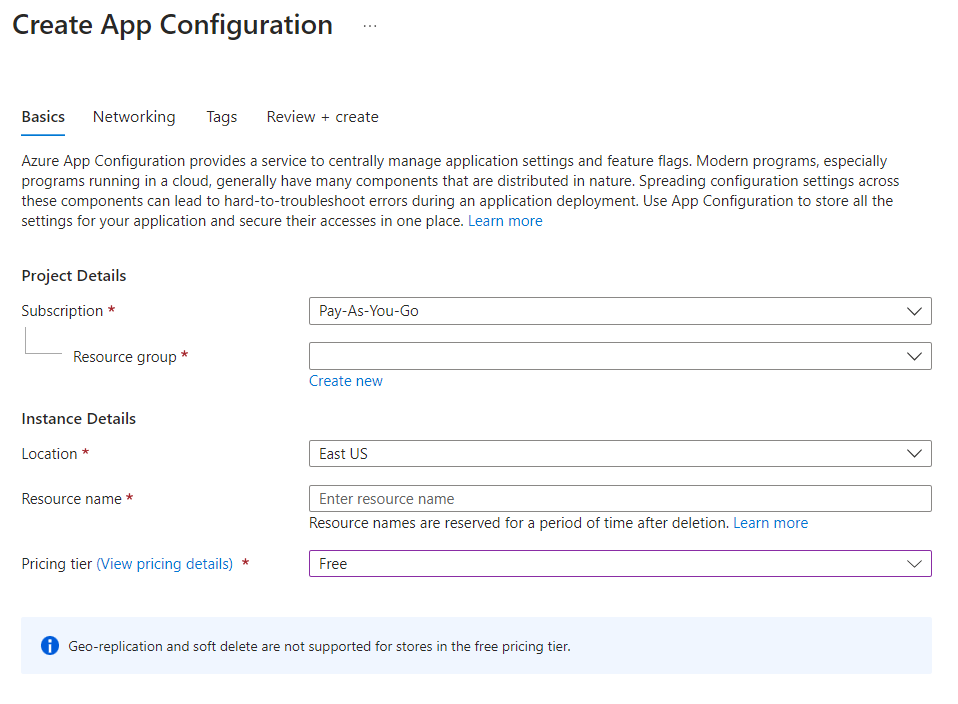 Create App Configuration ...
Basics Networking Tags Review + create
Azure App Configuration provides a service to centrally manage application settings and feature flags. Modern programs, especially
programs running in a cloud, generally have many components that are distributed in nature. Spreading configuration settings across
these components can lead to hard-to-troubleshoot errors during an application deployment. Use App Configuration to store all the
settings for your application and secure their accesses in one place. Learn more
Project Details
Subscription * Pay-As-You-Go
Resource group *
Create new
Instance Details
Location * East US
Resource name * Enter resource name
Resource names are reserved for a period of time after deletion. Learn more
Pricing tier (View pricing details) * Free
Geo-replication and soft delete are not supported for stores in the free pricing tier.